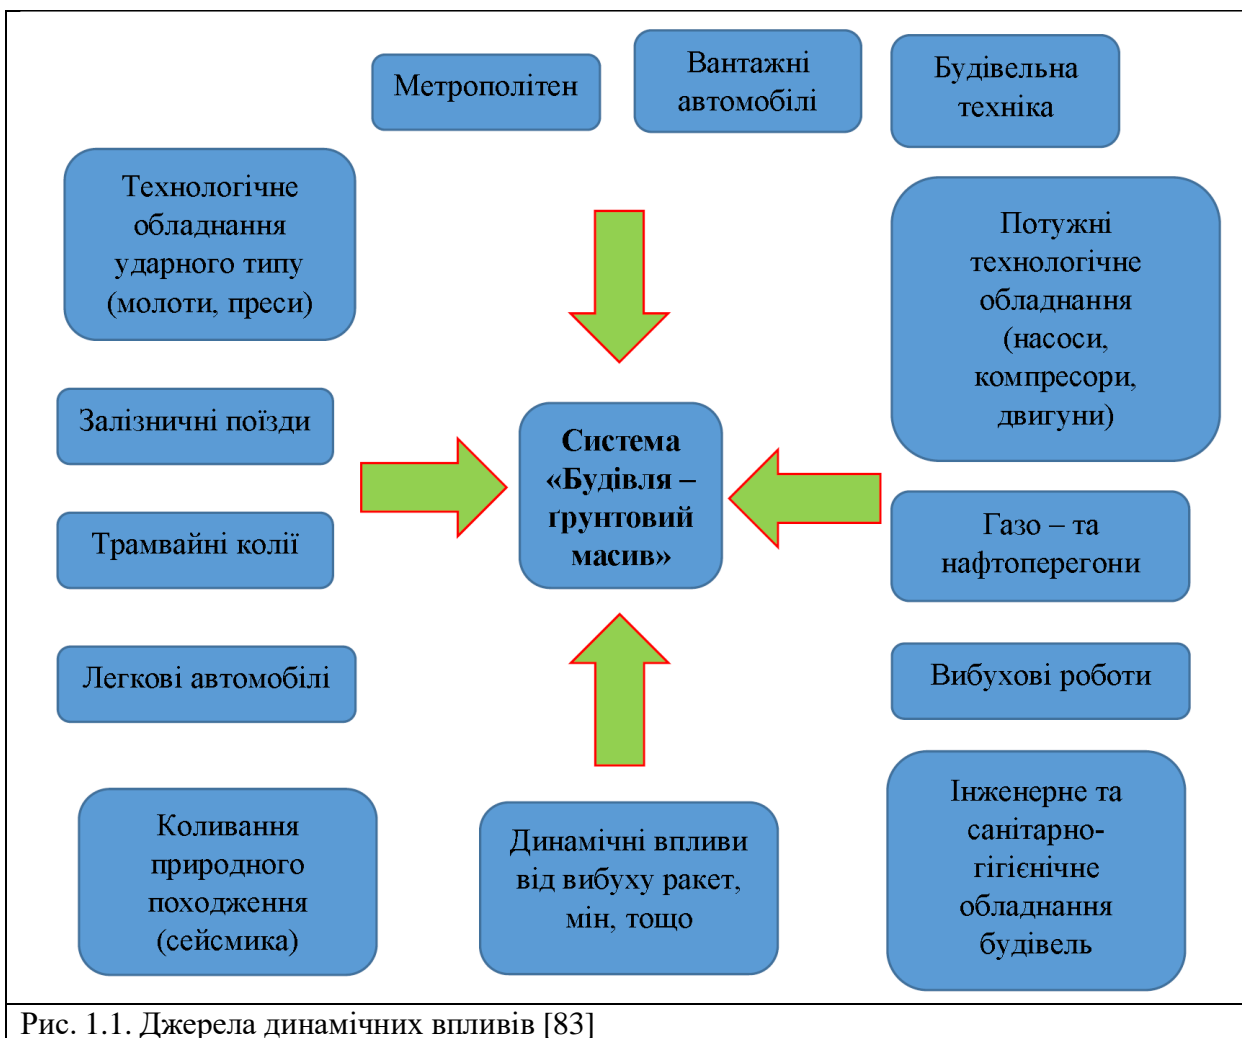 Метрополітен
Вантажні
автомобілі
Будівельна
техніка
Технологічне
обладнання
ударного типу
(молоти, преси)
Потужні
технологічне
обладнання
(насоси,
компресори,
двигуни)
Залізничні поїзди
Система
«Будівля –
ґрунтовий
масив»
Трамвайні колії
Газо – та
нафтоперегони
Легкові автомобілі
Вибухові роботи
Коливання
природного
походження
(сейсмика)
Динамічні впливи
від вибуху ракет,
мін, тощо
Інженерне та
санітарно-
гігієнічне
обладнання
будівель
Рис. 1.1. Джерела динамічних впливів [83]